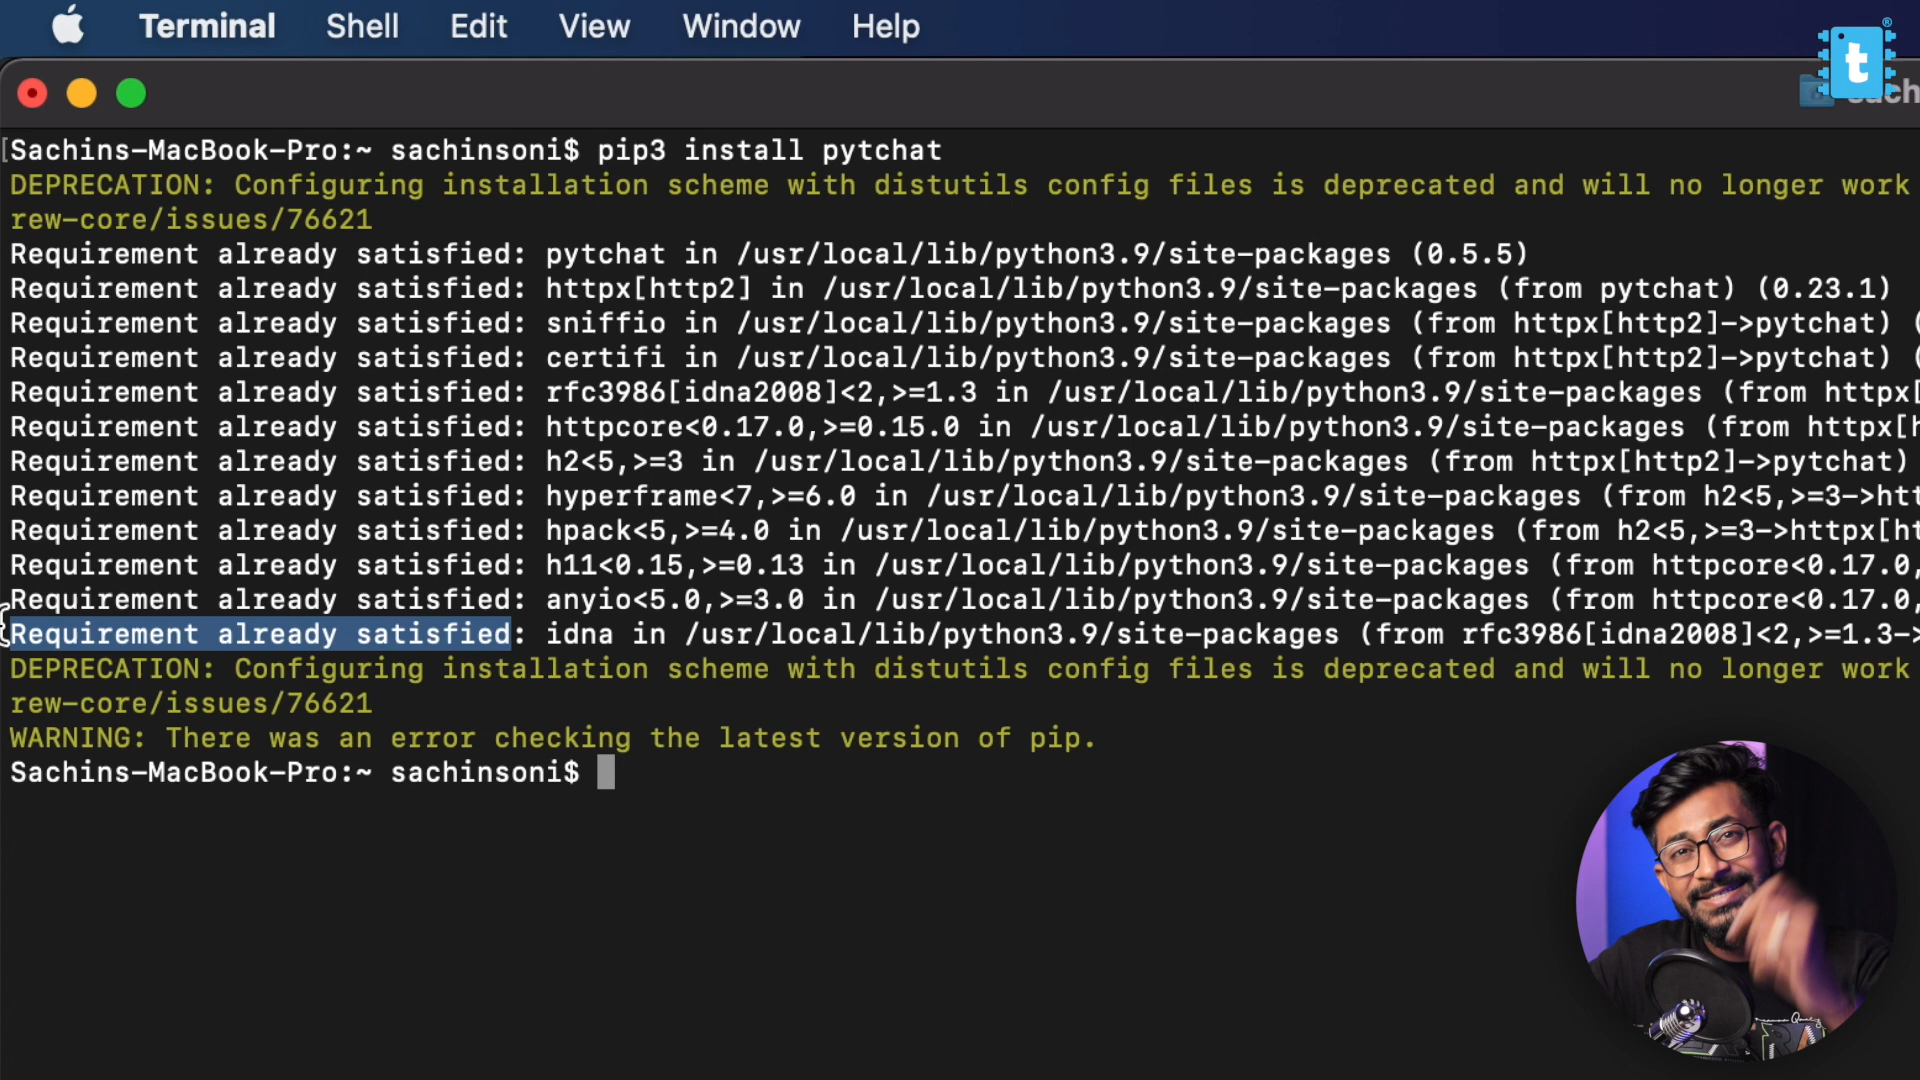 Terminal Shell Edit View Window Help
t
Sachins-MacBook-Pro:~ sachinsoni$ pip3 install pytchat
DEPRECATION: Configuring installation scheme with distutils config files is deprecated and will no longer work
rew-core/issues/76621
Requirement already satisfied: pytchat in /usr/local/lib/python3.9/site-packages (0.5.5)
Requirement already satisfied: httpx[http2] in /usr/local/lib/python3.9/site-packages (from pytchat) (0.23.1)
Requirement already satisfied: sniffio in /usr/local/lib/python3.9/site-packages (from httpx[http2]->pytchat) (
Requirement already satisfied: certifi in /usr/local/lib/python3.9/site-packages (from httpx[http2]->pytchat) (
Requirement already satisfied: rfc3986[idna2008]<2,>=1.3 in /usr/local/lib/python3.9/site-packages (from httpx[
Requirement already satisfied: httpcore<0.17.0,>=0.15.0 in /usr/local/lib/python3.9/site-packages (from httpx[h
Requirement already satisfied: h2<5,>=3 in /usr/local/lib/python3.9/site-packages (from httpx[http2]->pytchat)
Requirement already satisfied: hyperframe<7,>=6.0 in /usr/local/lib/python3.9/site-packages (from h2<5,>=3->htt
Requirement already satisfied: hpack<5,>=4.0 in /usr/local/lib/python3.9/site-packages (from h2<5,>=3->httpx[ht
Requirement already satisfied: h11<0.15,>=0.13 in /usr/local/lib/python3.9/site-packages (from httpcore<0.17.0,
Requirement already satisfied: anyio<5.0,>=3.0 in /usr/local/lib/python3.9/site-packages (from httpcore<0.17.0,
Requirement already satisfied: idna in /usr/local/lib/python3.9/site-packages (from rfc3986[idna2008]<2,>=1.3->
DEPRECATION: Configuring installation scheme with distutils config files is deprecated and will no longer work
rew-core/issues/76621
WARNING: There was an error checking the latest version of pip.
Sachins-MacBook-Pro:~ sachinsoni$